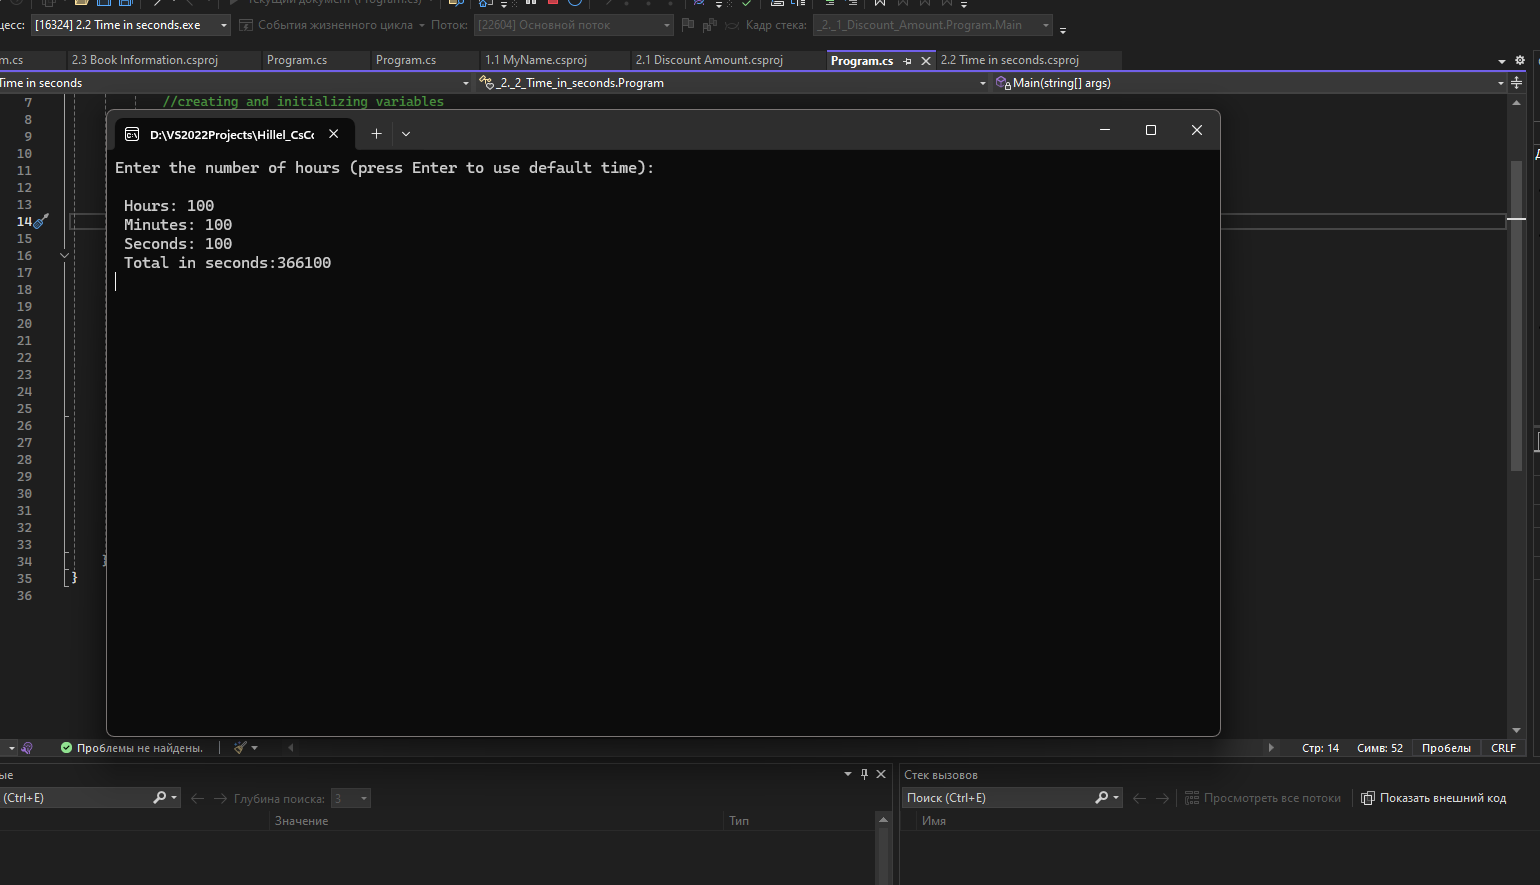 текущий документ (Program.cs)
цесс: [16324] 2.2 Time in seconds.exe События жизненного цикла Поток: [22604] Основной поток Кадр стека: _2._1_Discount_Amount.Program.Main
m.cs 2.3 Book Information.csproj Program.cs Program.cs 1.1 MyName.csproj 2.1 Discount Amount.csproj Program.cs 2.2 Time in seconds.csproj
Time in seconds _2._2_Time_in_seconds.Program Main(string[] args)
7 //creating and initializing variables
8
9
10
11
12
13
14
15
16
17
18
19
20
21
22
23
24
25
26
27
28
29
30
31
32
33
34 }
35 }
36
D:\VS2022Projects\Hillel_CsCo
Enter the number of hours (press Enter to use default time):
Hours: 100
Minutes: 100
Seconds: 100
Total in seconds:366100
Проблемы не найдены. Стр: 14 Симв: 52 Пробелы CRLF
ые
(Ctrl+E) Глубина поиска: 3
Значение Тип
Стек вызовов
Поиск (Ctrl+E) Просмотреть все потоки Показать внешний код
Имя